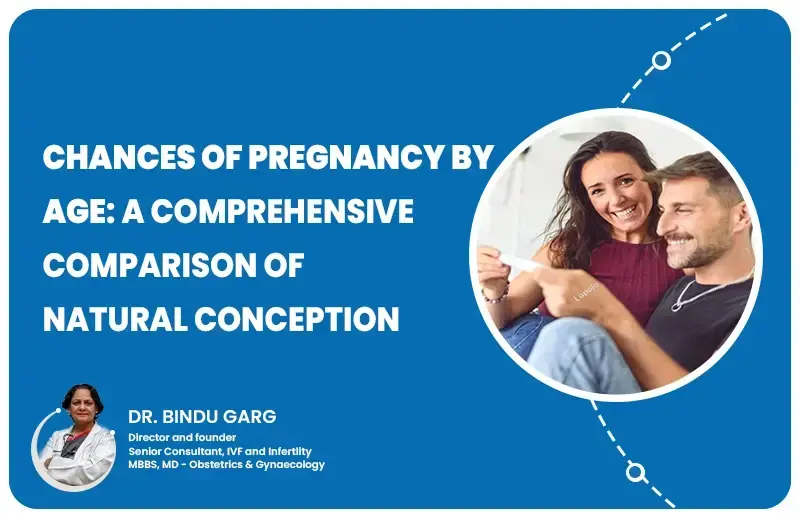 CHANCES OF PREGNANCY BY
AGE: A COMPREHENSIVE
COMPARISON OF
NATURAL CONCEPTION
DR. BINDU GARG
Director and founder
Senior Consultant, IVF and Infertlity
MBBS, MD - Obstetrics & Gynaecology